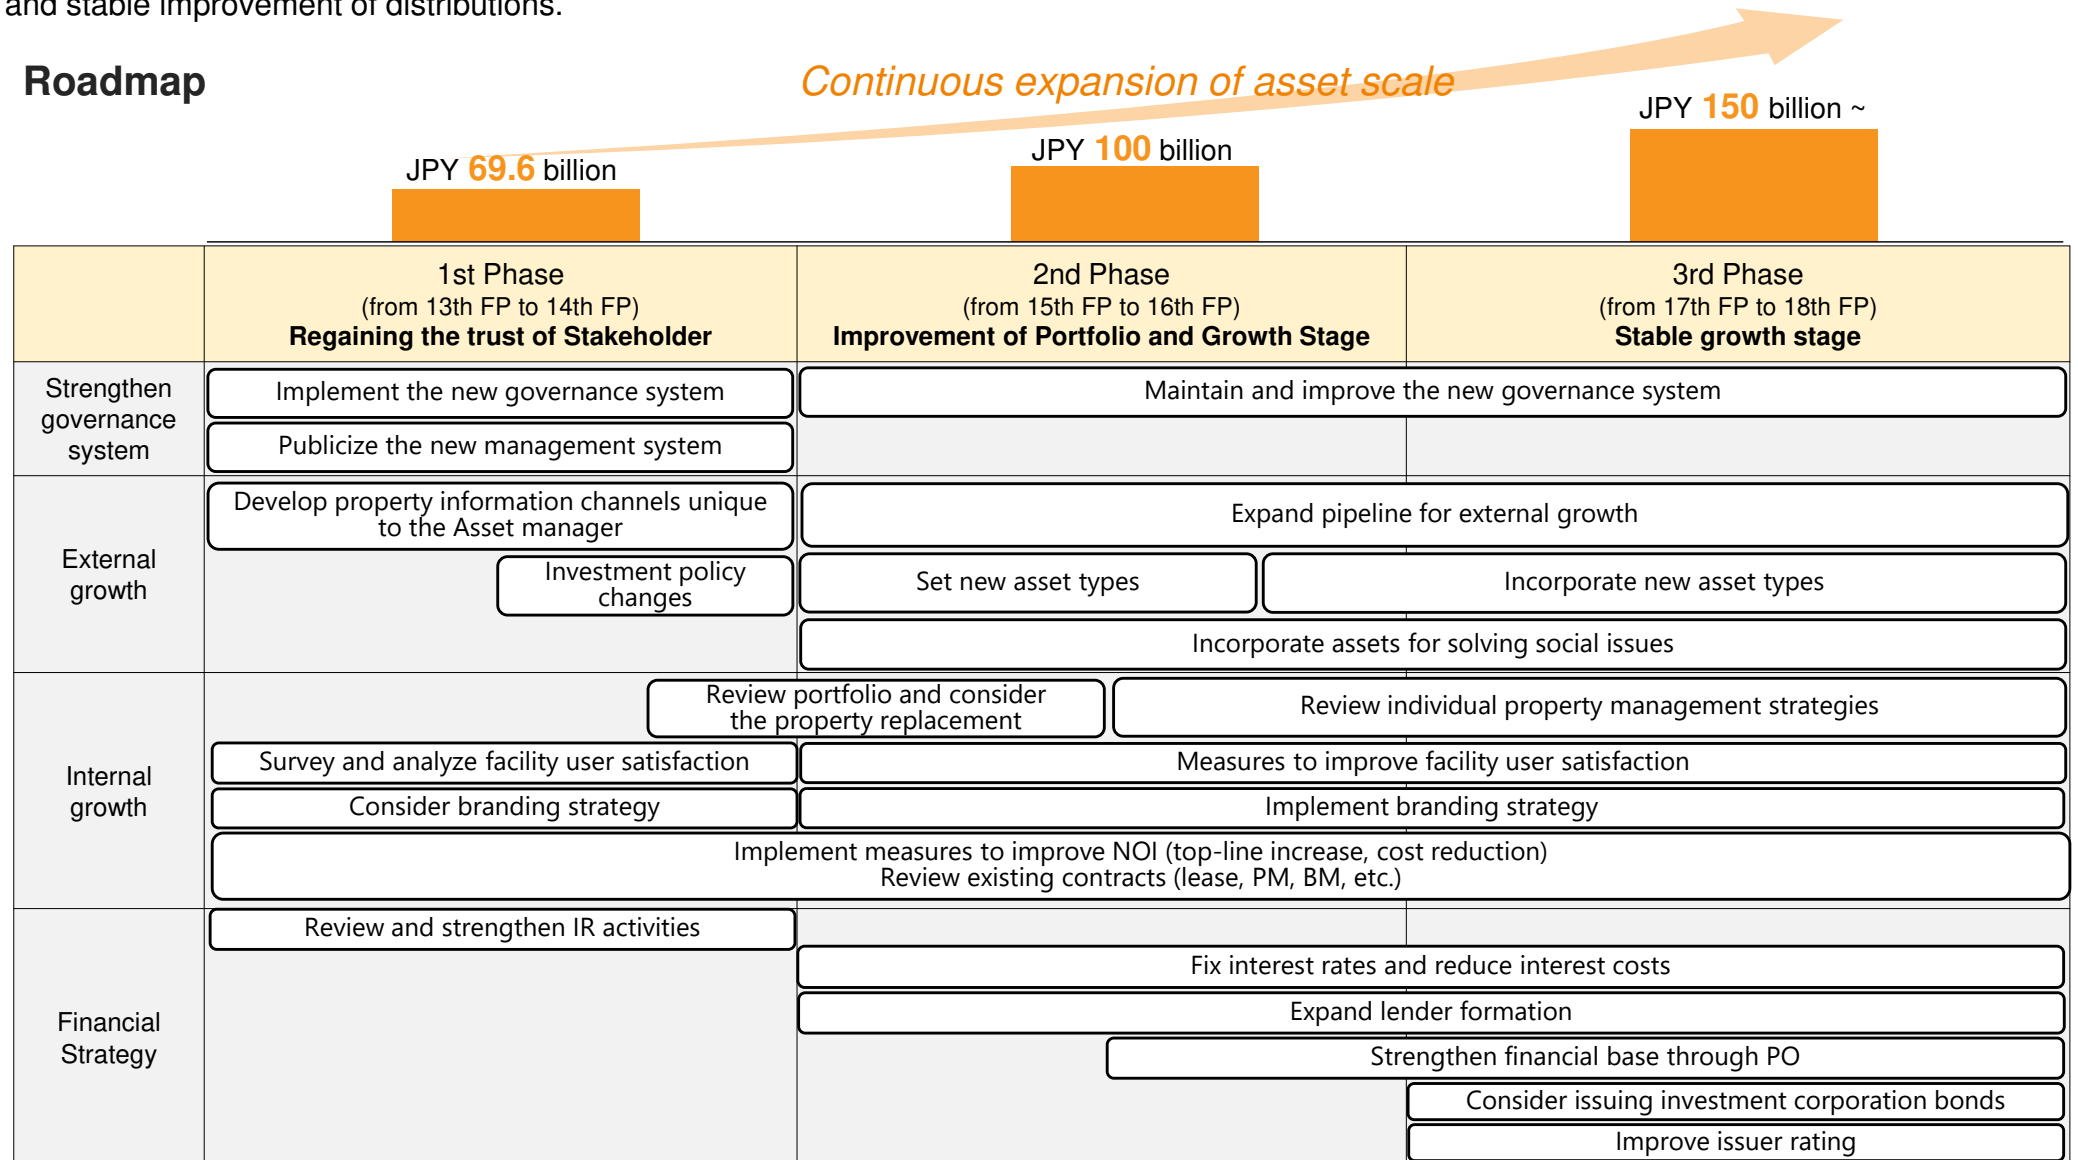 and stable improvement of distributions.
Roadmap
Continuous expansion of asset scale
JPY 69.6 billion
JPY 100 billion
JPY 150 billion ~
1st Phase
(from 13th FP to 14th FP)
Regaining the trust of Stakeholder
2nd Phase
(from 15th FP to 16th FP)
Improvement of Portfolio and Growth Stage
3rd Phase
(from 17th FP to 18th FP)
Stable growth stage
Strengthen
governance
system
Implement the new governance system
Maintain and improve the new governance system
Publicize the new management system
External
growth
Develop property information channels unique
to the Asset manager
Expand pipeline for external growth
Investment policy
changes
Set new asset types
Incorporate new asset types
Incorporate assets for solving social issues
Internal
growth
Review portfolio and consider
the property replacement
Review individual property management strategies
Survey and analyze facility user satisfaction
Measures to improve facility user satisfaction
Consider branding strategy
Implement branding strategy
Implement measures to improve NOI (top-line increase, cost reduction)
Review existing contracts (lease, PM, BM, etc.)
Financial
Strategy
Review and strengthen IR activities
Fix interest rates and reduce interest costs
Expand lender formation
Strengthen financial base through PO
Consider issuing investment corporation bonds
Improve issuer rating